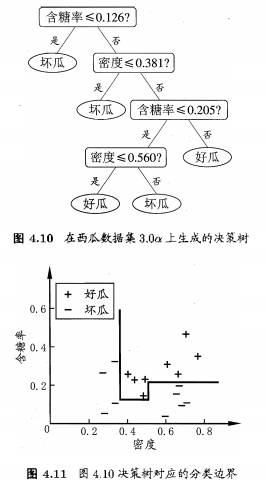 含糖率≤0.126?
是
否
坏瓜
密度≤0.381?
是
否
坏瓜
含糖率≤0.205?
是
否
密度≤0.560?
好瓜
是
否
好瓜
坏瓜
图 4.10 在西瓜数据集 3.0α 上生成的决策树
+ 好瓜
− 坏瓜
含糖率
0.6
0.4
0.2
0
0.2
0.4
0.6
0.8
密度
图 4.11 图 4.10 决策树对应的分类边界